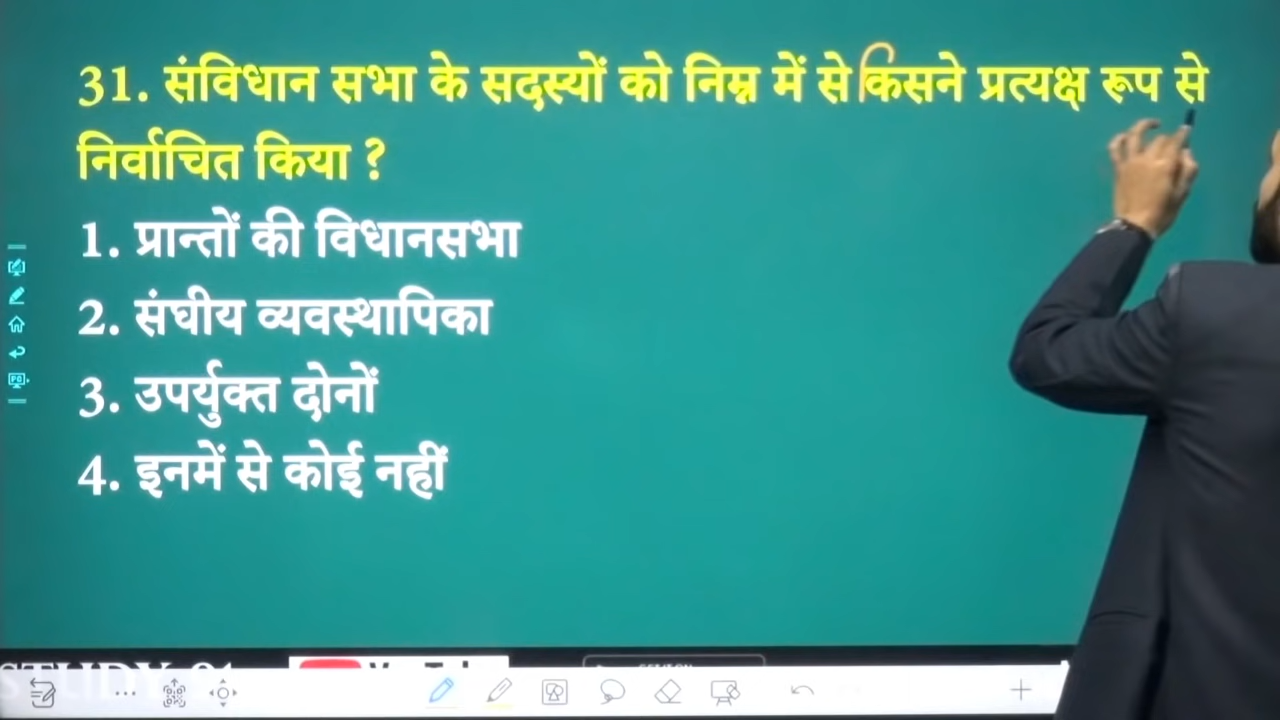 31. संविधान सभा के सदस्यों को निम्न में से किसने प्रत्यक्ष रूप से
निर्वाचित किया ?
1. प्रान्तों की विधानसभा
2. संघीय व्यवस्थापिका
3. उपर्युक्त दोनों
4. इनमें से कोई नहीं